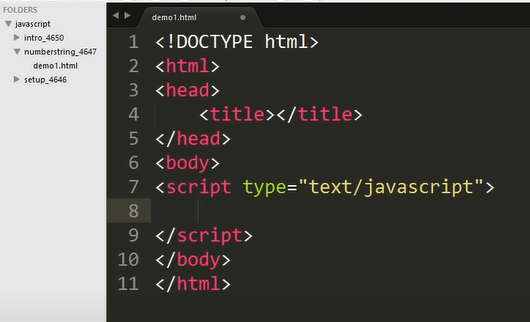 FOLDERS
javascript
intro_4650
numberstring_4647
demo1.html
setup_4646
demo1.html
1 <!DOCTYPE html>
2 <html>
3 <head>
4 <title></title>
5 </head>
6 <body>
7 <script type="text/javascript">
8
9 </script>
10 </body>
11 </html>